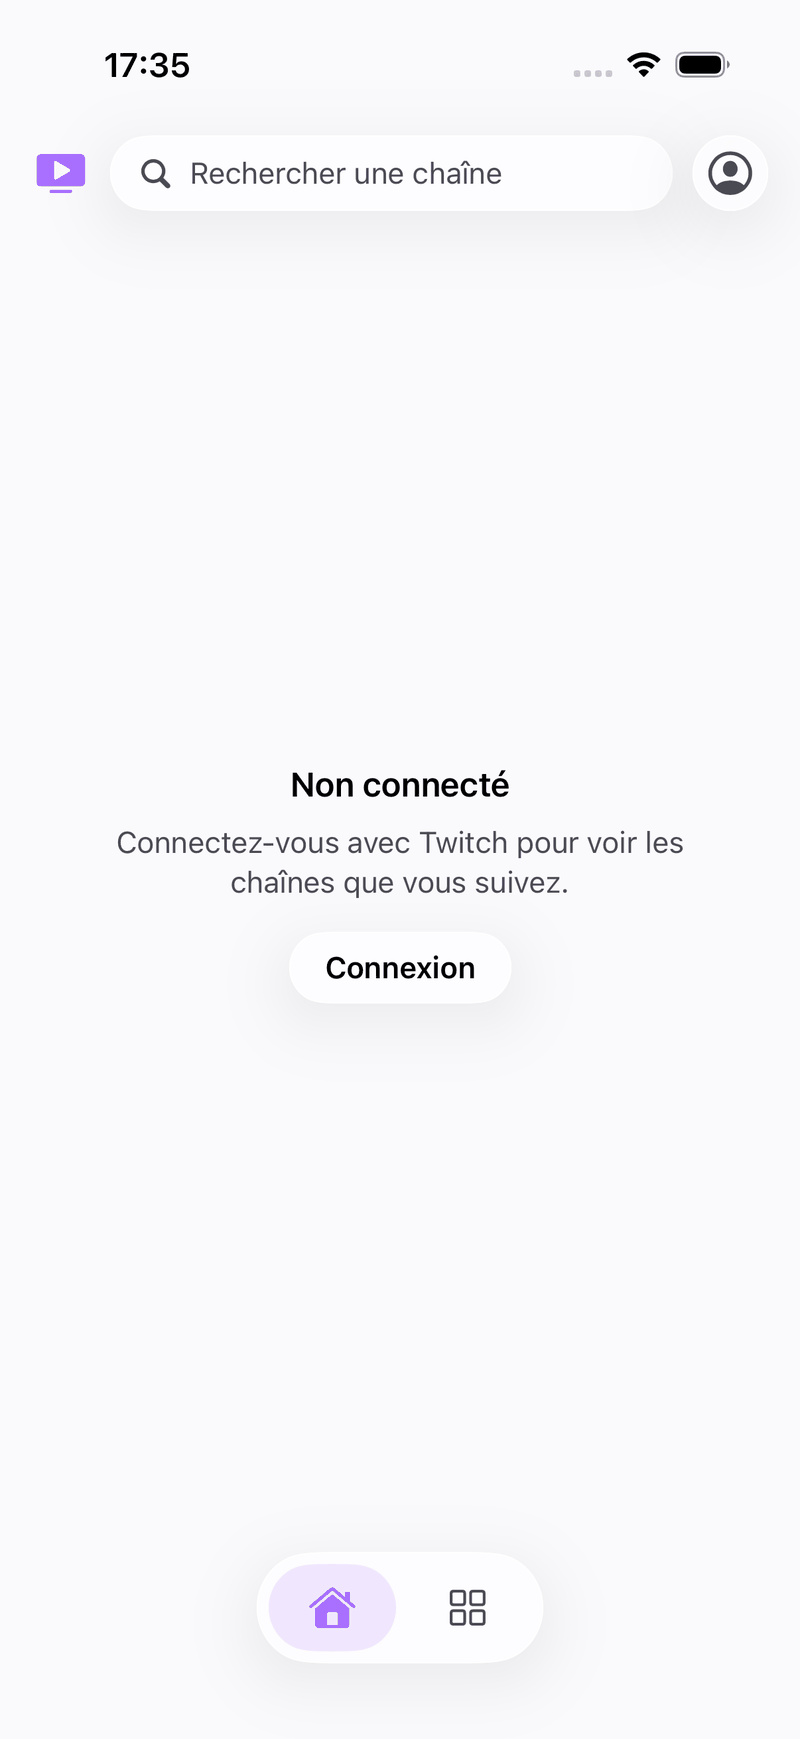 17:35
Rechercher une chaîne
Non connecté
Connectez-vous avec Twitch pour voir les
chaînes que vous suivez.
Connexion